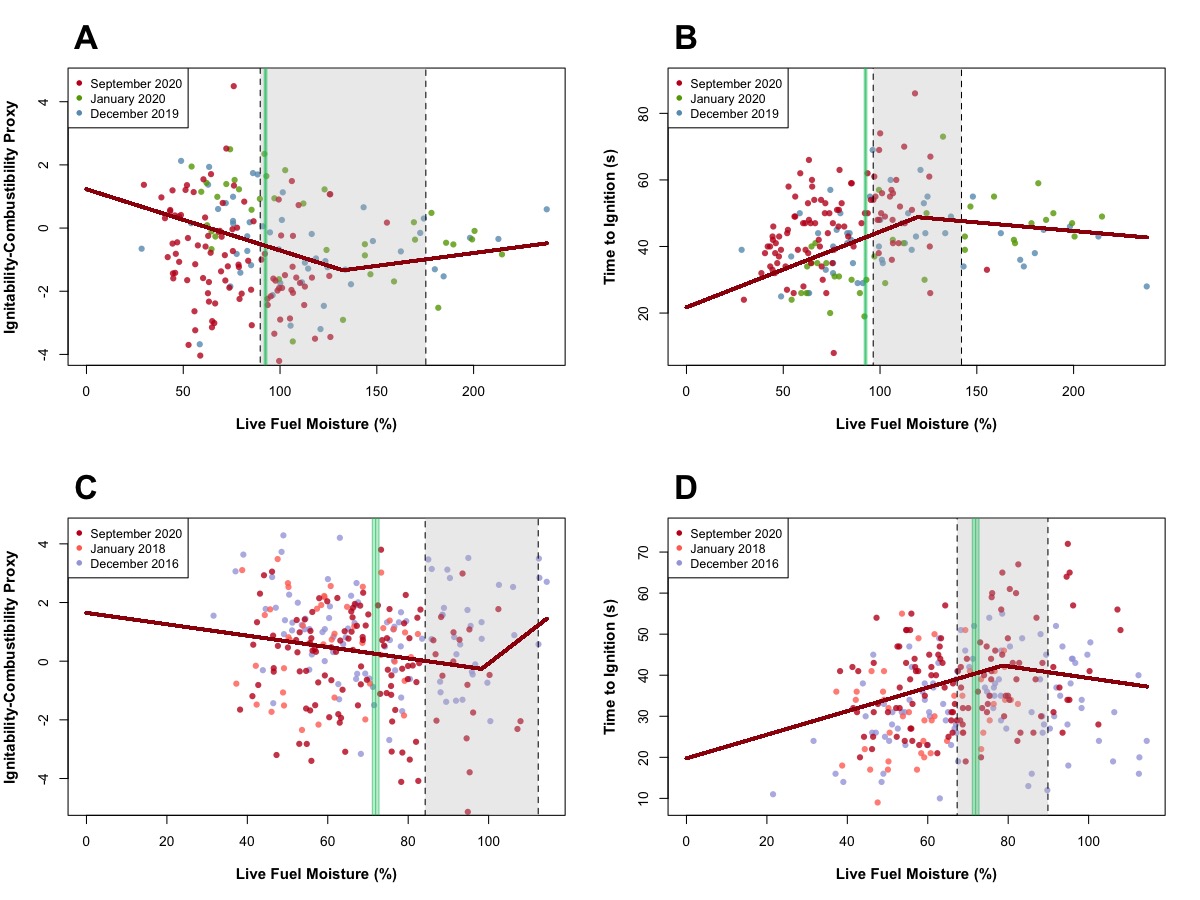 A
September 2020
January 2020
December 2019
Ignitability-Combustibility Proxy
4
2
0
-2
-4
0 50 100 150 200
Live Fuel Moisture (%)
B
September 2020
January 2020
December 2019
Time to Ignition (s)
80
60
40
20
0 50 100 150 200
Live Fuel Moisture (%)
C
September 2020
January 2018
December 2016
Ignitability-Combustibility Proxy
4
2
0
-2
-4
0 20 40 60 80 100
Live Fuel Moisture (%)
D
September 2020
January 2018
December 2016
Time to Ignition (s)
70
60
50
40
30
20
10
0 20 40 60 80 100
Live Fuel Moisture (%)